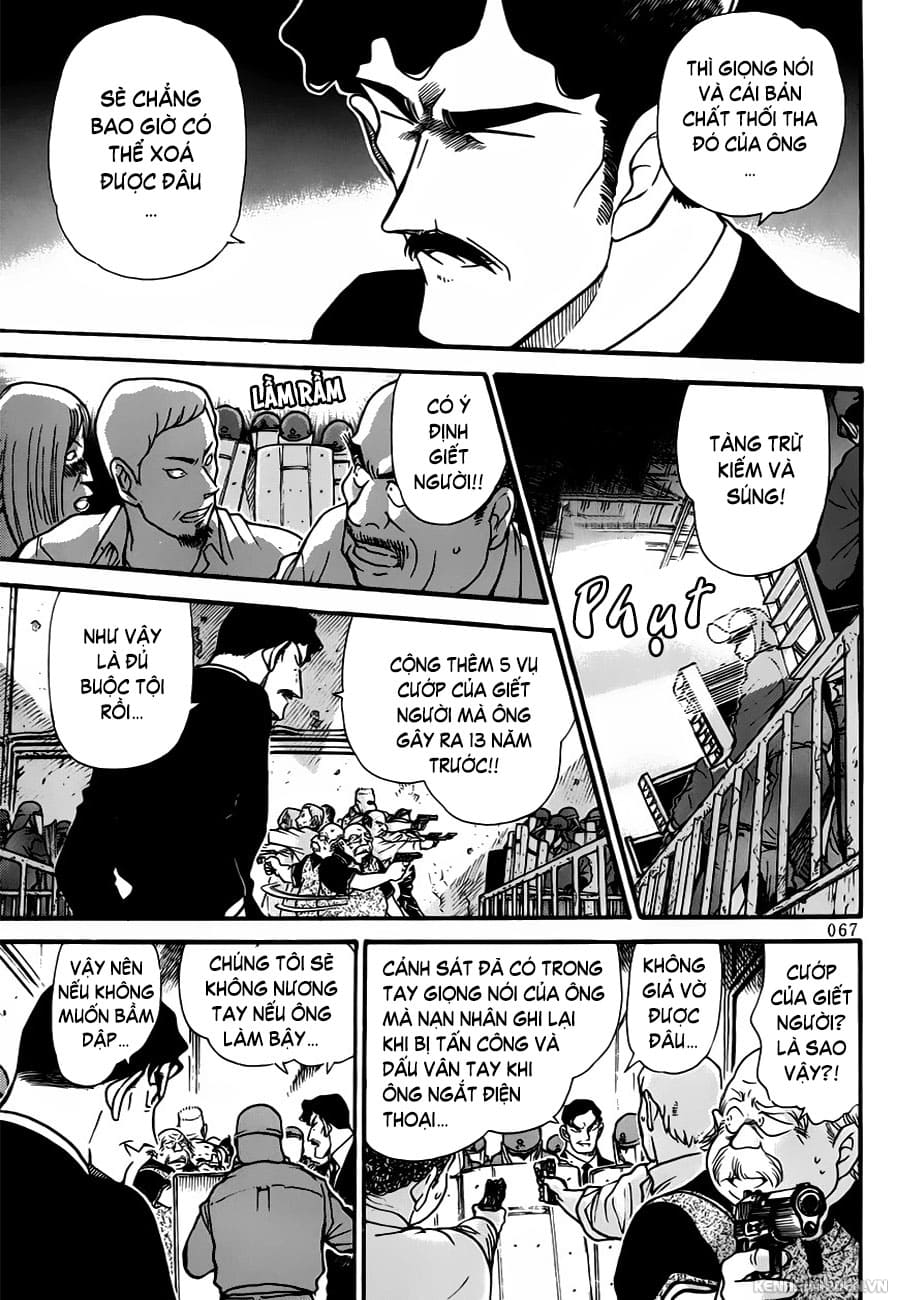 THÌ GIỌNG NÓI
VÀ CÁI BẢN
CHẤT THỐI THA
ĐÓ CỦA ÔNG
...
SẼ CHẲNG
BAO GIỜ CÓ
THỂ XOÁ
ĐƯỢC ĐÂU
...
TÀNG TRỮ
KIẾM VÀ
SÚNG!
PHỤT
CÓ Ý
ĐỊNH
GIẾT
NGƯỜI!!
LẦM RẦM
CỘNG THÊM 5 VỤ
CƯỚP CỦA GIẾT
NGƯỜI MÀ ÔNG
GÂY RA 13 NĂM
TRƯỚC!!
NHƯ VẬY
LÀ ĐỦ
BUỘC TỘI
RỒI...
067
CƯỚP
CỦA GIẾT
NGƯỜI?
LÀ SAO
VẬY?!
KHÔNG
GIẢ VỜ
ĐƯỢC
ĐÂU...
CẢNH SÁT ĐÃ CÓ TRONG
TAY GIỌNG NÓI CỦA ÔNG
MÀ NẠN NHÂN GHI LẠI
KHI BỊ TẤN CÔNG VÀ
DẤU VÂN TAY KHI
ÔNG NGẮT ĐIỆN
THOẠI...
CHÚNG TÔI SẼ
KHÔNG NƯƠNG
TAY NẾU ÔNG
LÀM BẬY...
VẬY NÊN
NẾU KHÔNG
MUỐN BẦM
DẬP...